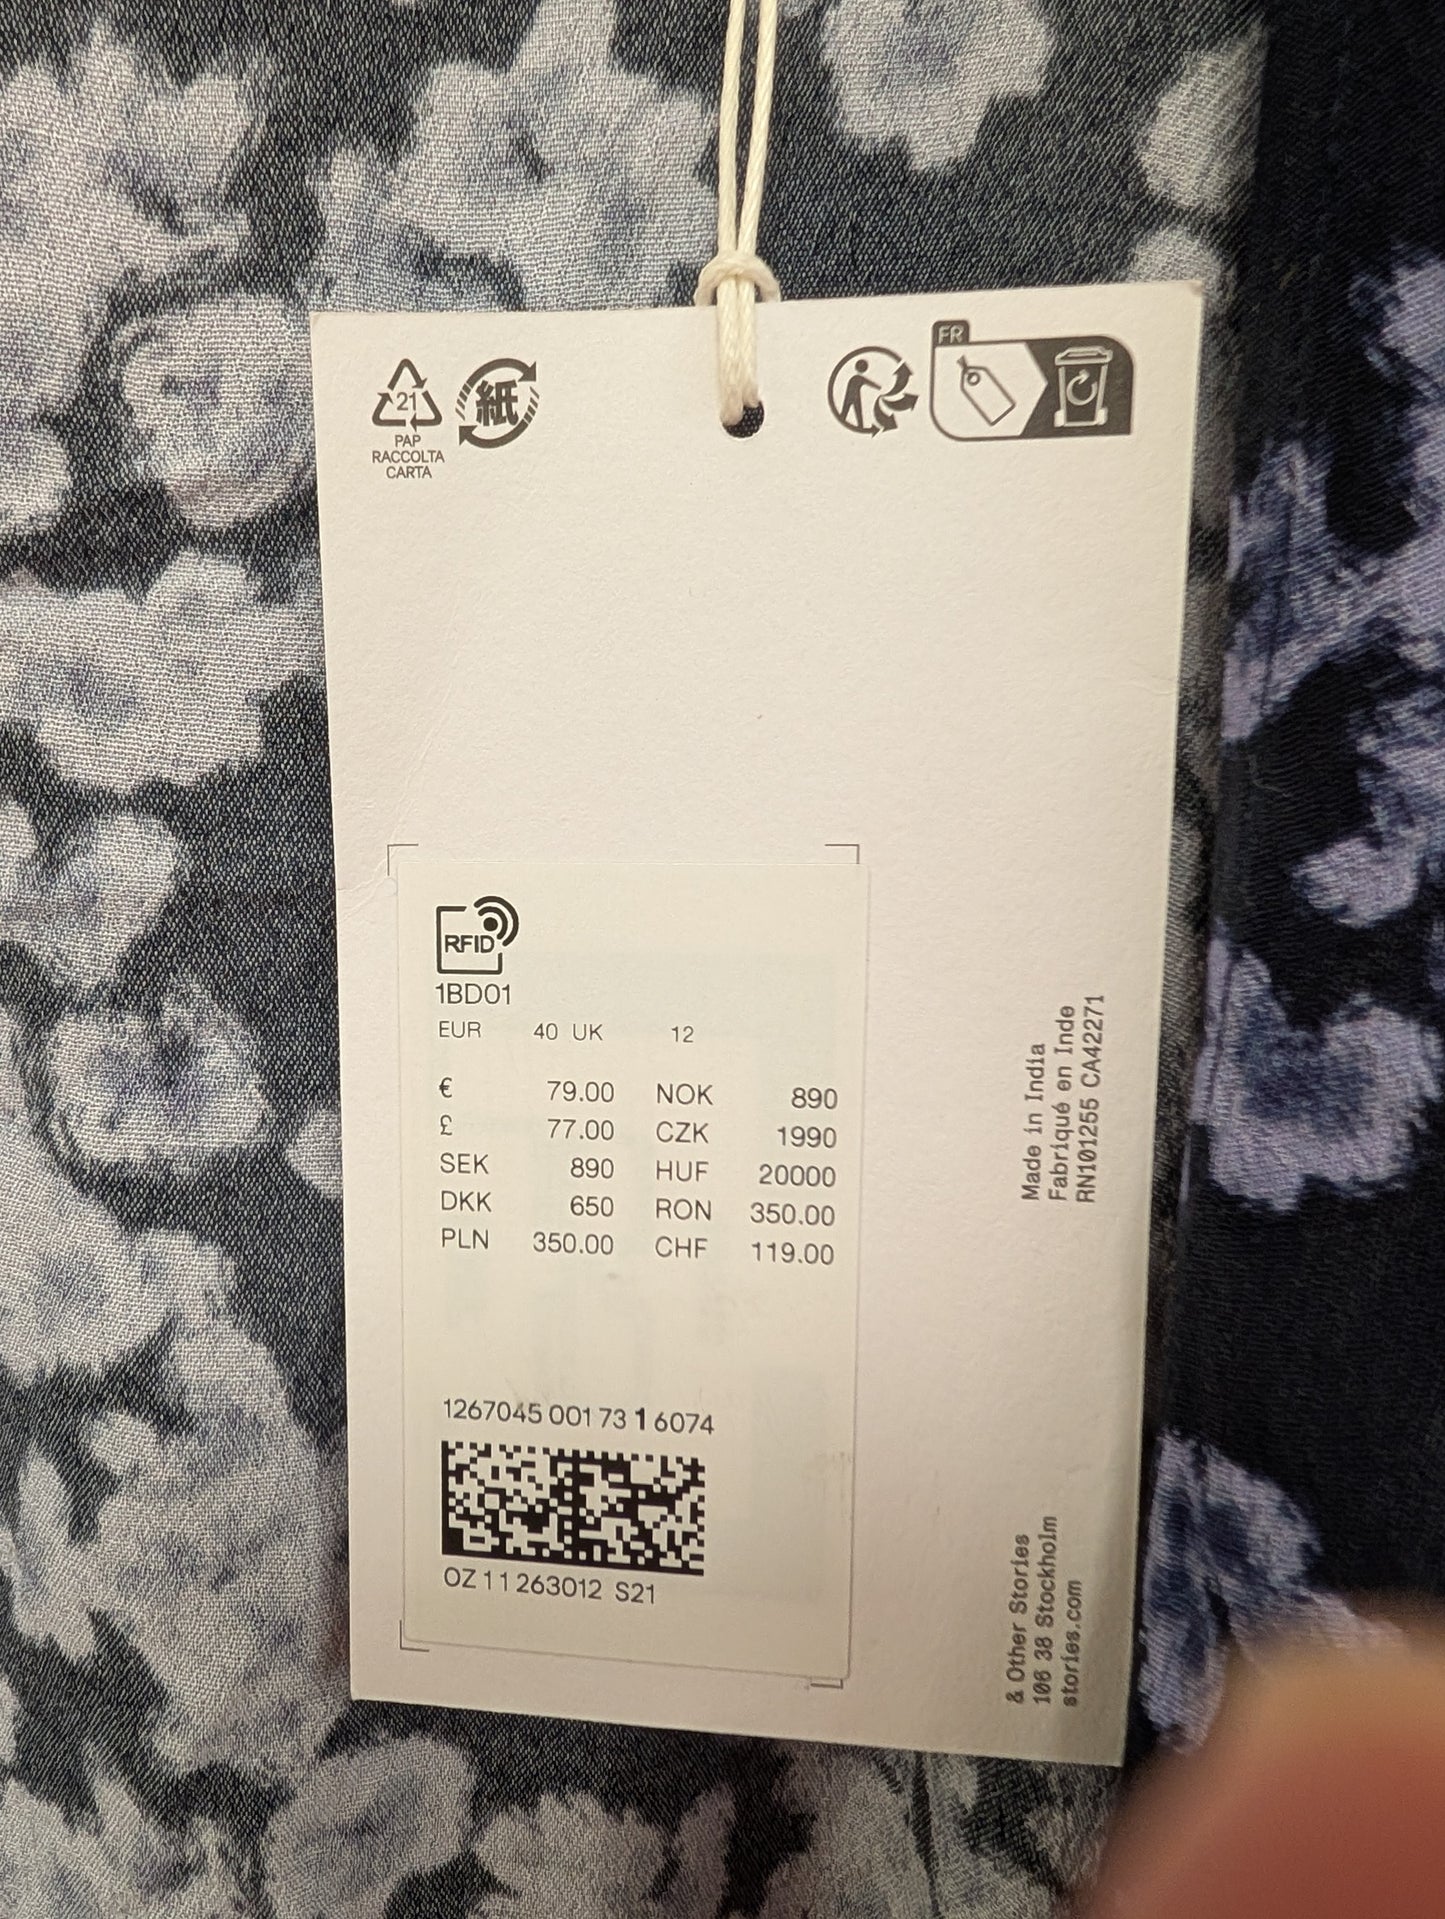 21
PAP
RACCOLTA
CARTA
紙
FR
RFID
1BD01
EUR 40 UK 12
€ 79.00 NOK 890
£ 77.00 CZK 1990
SEK 890 HUF 20000
DKK 650 RON 350.00
PLN 350.00 CHF 119.00
1267045 001 73 1 6074
OZ 11 263012 S21
Made in India
Fabriqué en Inde
RN101255 CA42271
& Other Stories
106 38 Stockholm
stories.com